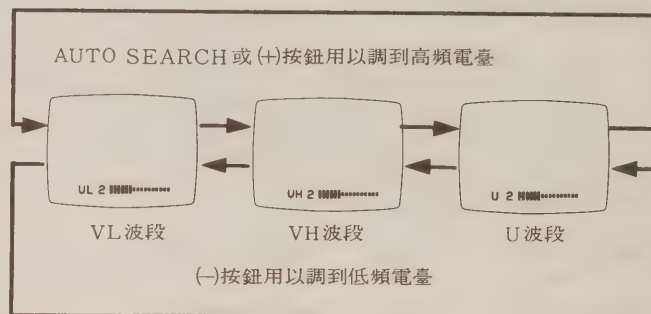 AUTO SEARCH或(+)按鈕用以調到高頻電臺
VL 2
VH 2
U 2
VL波段
VH波段
U波段
(−)按鈕用以調到低頻電臺